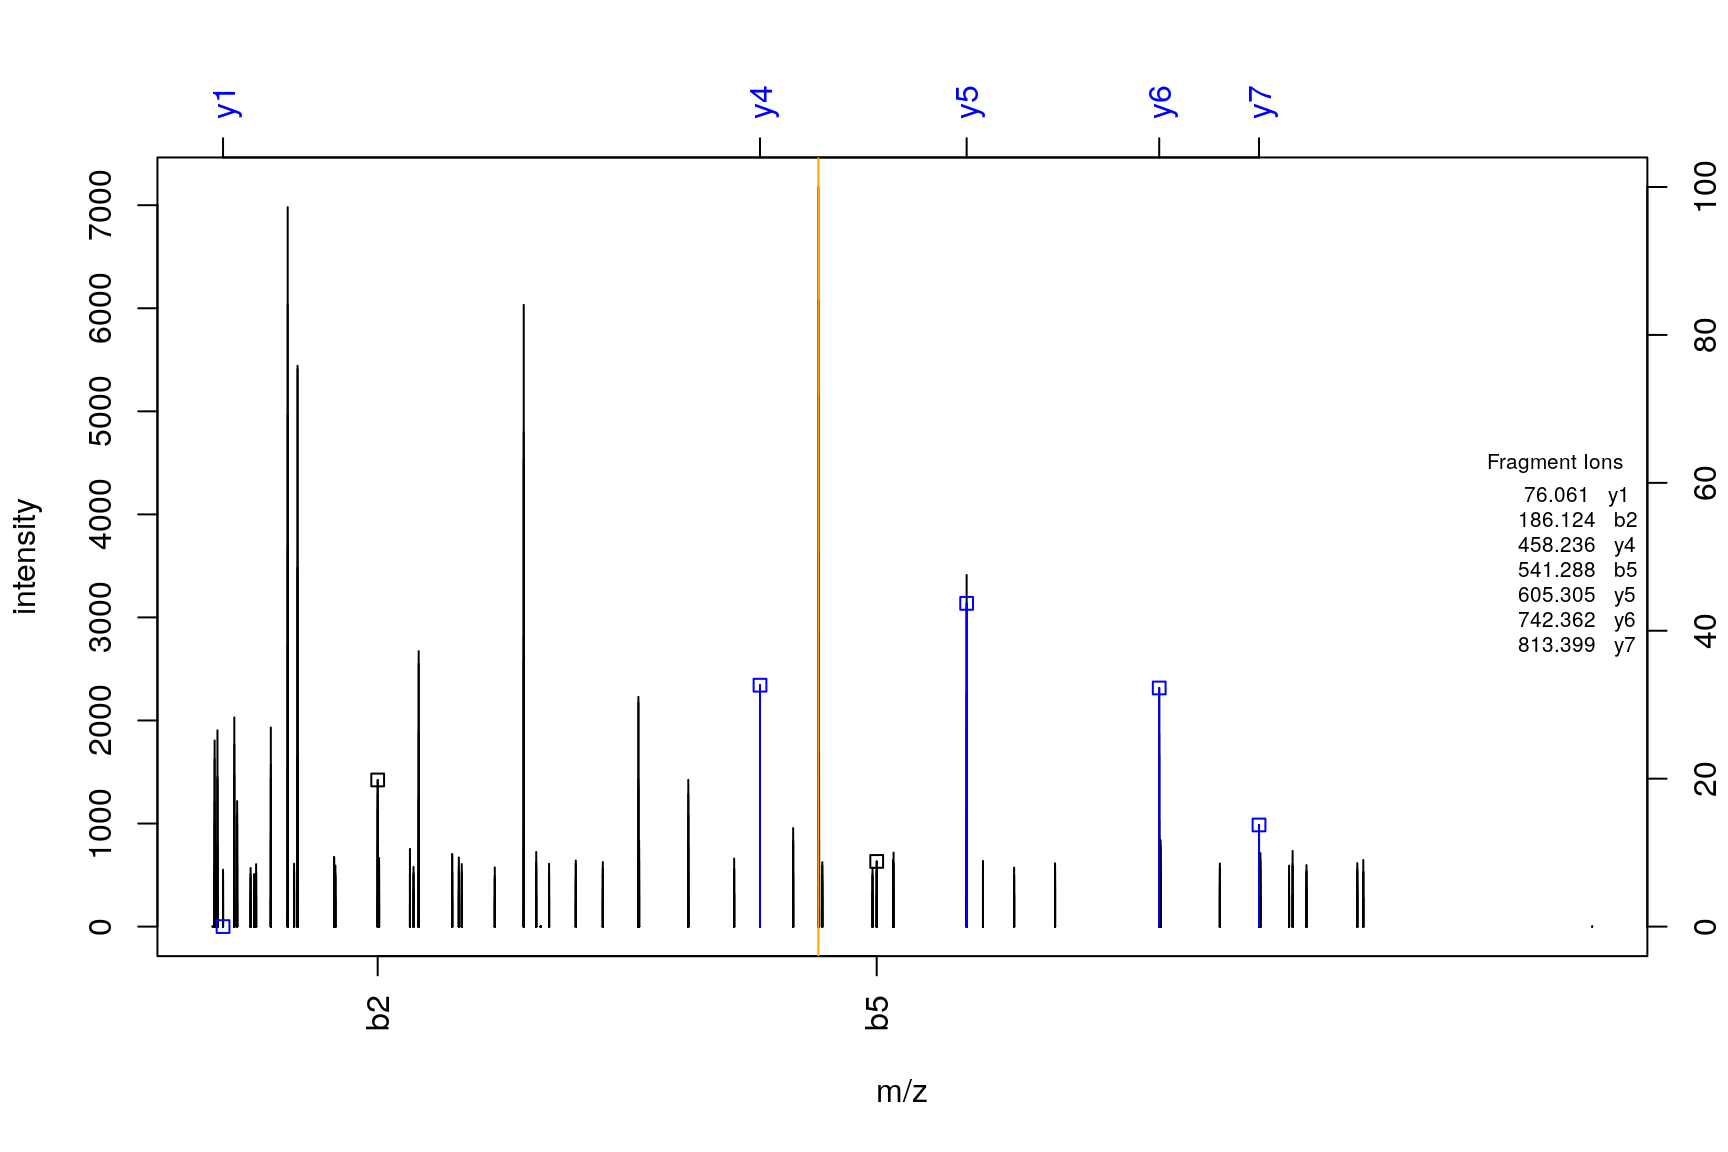 y1 y4 y5 y6 y7
7000
6000
5000
4000
3000
2000
1000
0
intensity
100
80
60
40
20
0
Fragment Ions
76.061 y1
186.124 b2
458.236 y4
541.288 b5
605.305 y5
742.362 y6
813.399 y7
b2 b5
m/z